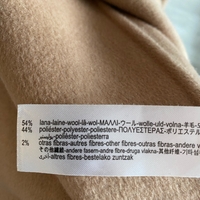 54% lana-laine-wool-lã-wol-ΜΑΛΛΙ-ウール-wolle-uld-volna-羊毛
44% poliéster-polyester-poliestere-ΠΟΛΥΕΣΤΕΡΑΣ-ポリエステル
2% otras fibras-autres fibres-other fibres-outras fibras-andere
その他繊維-andere fasern-andre fibre-druga vlakna-其他纤维-기타
altres fibres-bestelako zuntzak